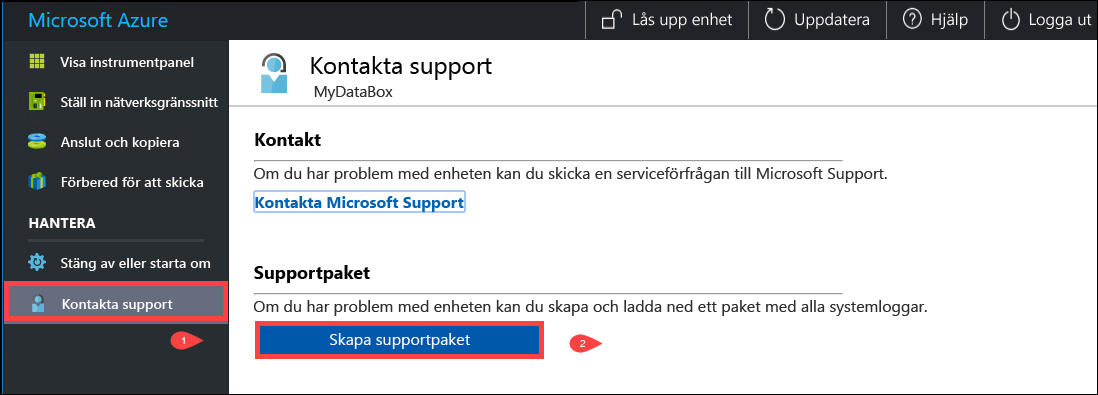 Microsoft Azure
Lås upp enhet
Uppdatera
Hjälp
Logga ut
Visa instrumentpanel
Ställ in nätverksgränssnitt
Anslut och kopiera
Förbered för att skicka
HANTERA
Stäng av eller starta om
Kontakta support
1
Kontakta support
MyDataBox
Kontakt
Om du har problem med enheten kan du skicka en serviceförfrågan till Microsoft Support.
Kontakta Microsoft Support
Supportpaket
Om du har problem med enheten kan du skapa och ladda ned ett paket med alla systemloggar.
Skapa supportpaket
2